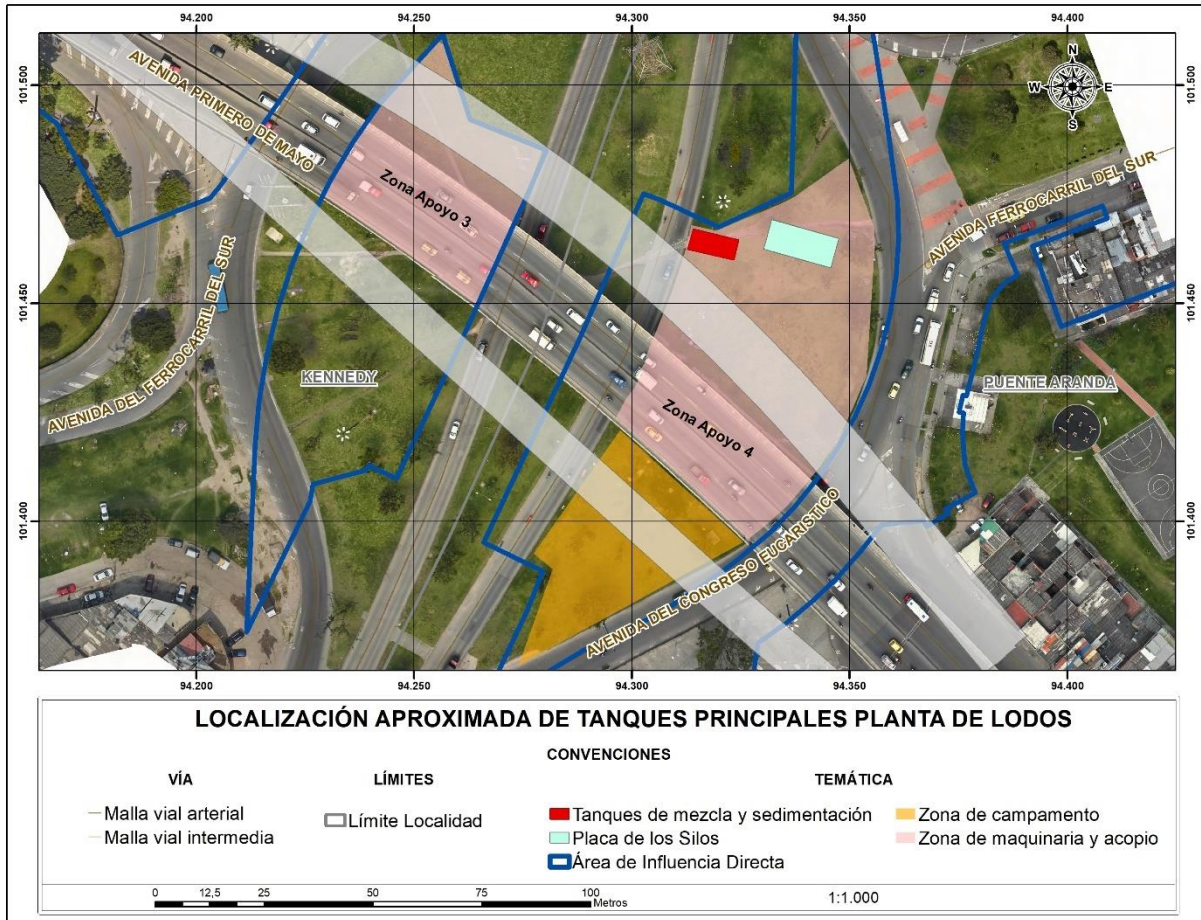 94.200 94.250 94.300 94.350 94.400
101.500
101.450
101.400
101.500
101.450
101.400
N
W E
S
AVENIDA PRIMERO DE MAYO
Zona Apoyo 3
AVENIDA FERROCARRIL DEL SUR
AVENIDA DEL FERROCARRIL DEL SUR
KENNEDY
PUENTE ARANDA
Zona Apoyo 4
AVENIDA DEL CONGRESO EUCARISTICO
94.200 94.250 94.300 94.350 94.400
LOCALIZACIÓN APROXIMADA DE TANQUES PRINCIPALES PLANTA DE LODOS
CONVENCIONES
VÍA
Malla vial arterial
Malla vial intermedia
LÍMITES
Límite Localidad
TEMÁTICA
Tanques de mezcla y sedimentación
Placa de los Silos
Área de Influencia Directa
Zona de campamento
Zona de maquinaria y acopio
0 12,5 25 50 75 100
Metros
1:1.000